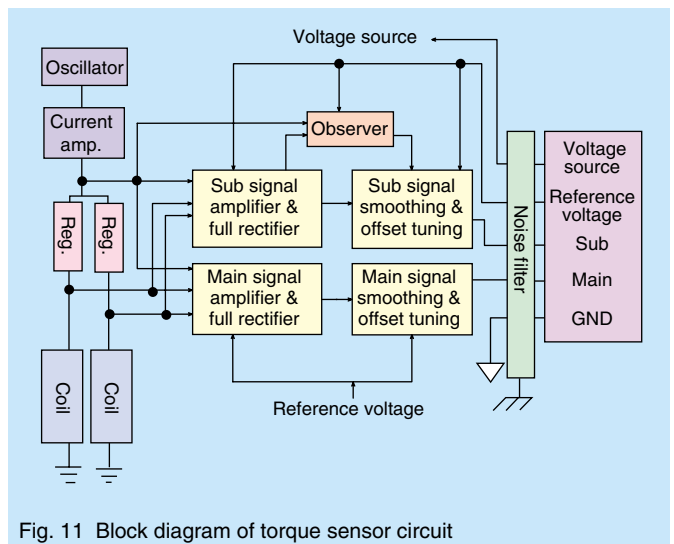 Voltage source
Oscillator
Current
amp.
Observer
Reg.
Reg.
Sub signal
amplifier &
full rectifier
Sub signal
smoothing &
offset tuning
Main signal
amplifier &
full rectifier
Main signal
smoothing &
offset tuning
Coil
Coil
Reference voltage
Noise filter
Voltage
source
Reference
voltage
Sub
Main
GND
Fig. 11 Block diagram of torque sensor circuit